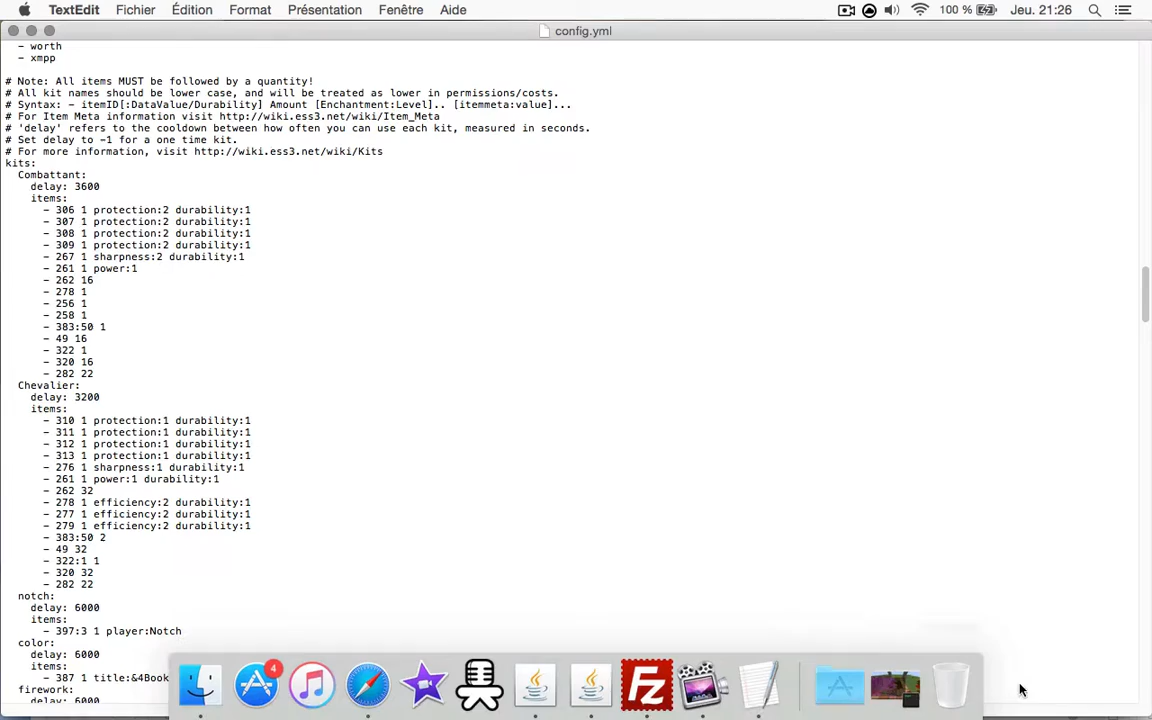 TextEdit Fichier Édition Format Présentation Fenêtre Aide 100 % Jeu. 21:26
config.yml
- worth
- xmpp
# Note: All items MUST be followed by a quantity!
# All kit names should be lower case, and will be treated as lower in permissions/costs.
# Syntax: - itemID[:DataValue/Durability] Amount [Enchantment:Level].. [itemmeta:value]...
# For Item Meta information visit http://wiki.ess3.net/wiki/Item_Meta
# 'delay' refers to the cooldown between how often you can use each kit, measured in seconds.
# Set delay to -1 for a one time kit.
# For more information, visit http://wiki.ess3.net/wiki/Kits
kits:
Combattant:
delay: 3600
items:
- 306 1 protection:2 durability:1
- 307 1 protection:2 durability:1
- 308 1 protection:2 durability:1
- 309 1 protection:2 durability:1
- 267 1 sharpness:2 durability:1
- 261 1 power:1
- 262 16
- 278 1
- 256 1
- 258 1
- 383:50 1
- 49 16
- 322 1
- 320 16
- 282 22
Chevalier:
delay: 3200
items:
- 310 1 protection:1 durability:1
- 311 1 protection:1 durability:1
- 312 1 protection:1 durability:1
- 313 1 protection:1 durability:1
- 276 1 sharpness:1 durability:1
- 261 1 power:1 durability:1
- 262 32
- 278 1 efficiency:2 durability:1
- 277 1 efficiency:2 durability:1
- 279 1 efficiency:2 durability:1
- 383:50 2
- 49 32
- 322:1 1
- 320 32
- 282 22
notch:
delay: 6000
items:
- 397:3 1 player:Notch
color:
delay: 6000
items:
- 387 1 title:&4Book
firework:
delay: 6000
4
Fz